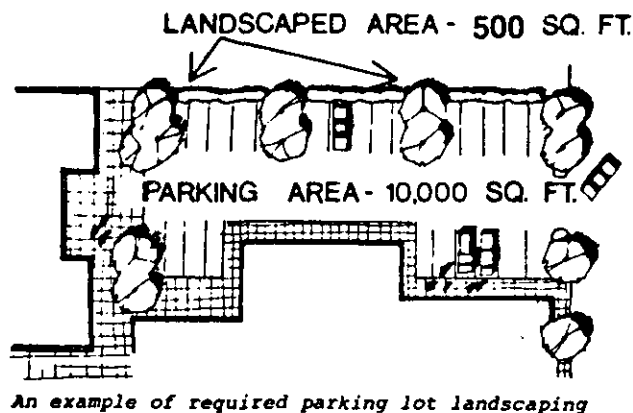 LANDSCAPED AREA - 500 SQ. FT.
PARKING AREA - 10,000 SQ. FT.
An example of required parking lot landscaping